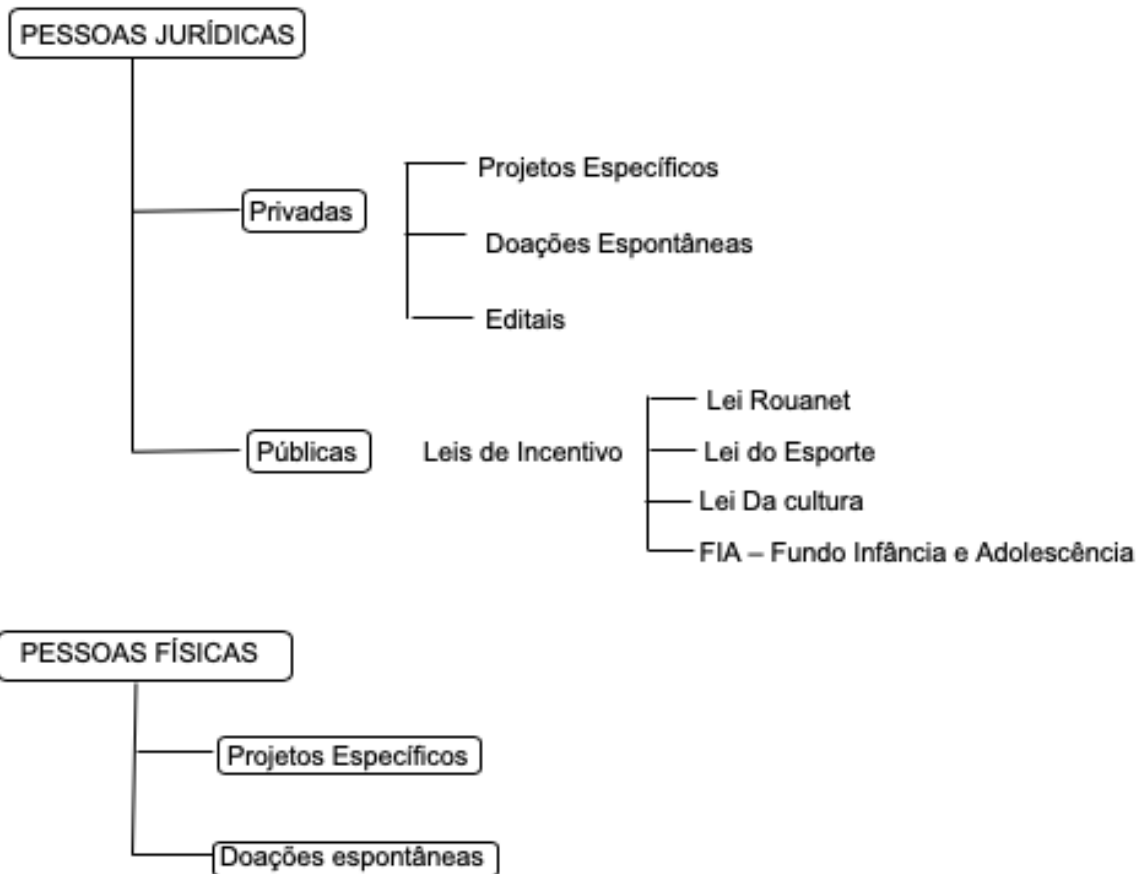 PESSOAS JURÍDICAS
Privadas
Projetos Específicos
Doações Espontâneas
Editais
Públicas
Leis de Incentivo
Lei Rouanet
Lei do Esporte
Lei Da cultura
FIA – Fundo Infância e Adolescência
PESSOAS FÍSICAS
Projetos Específicos
Doações espontâneas